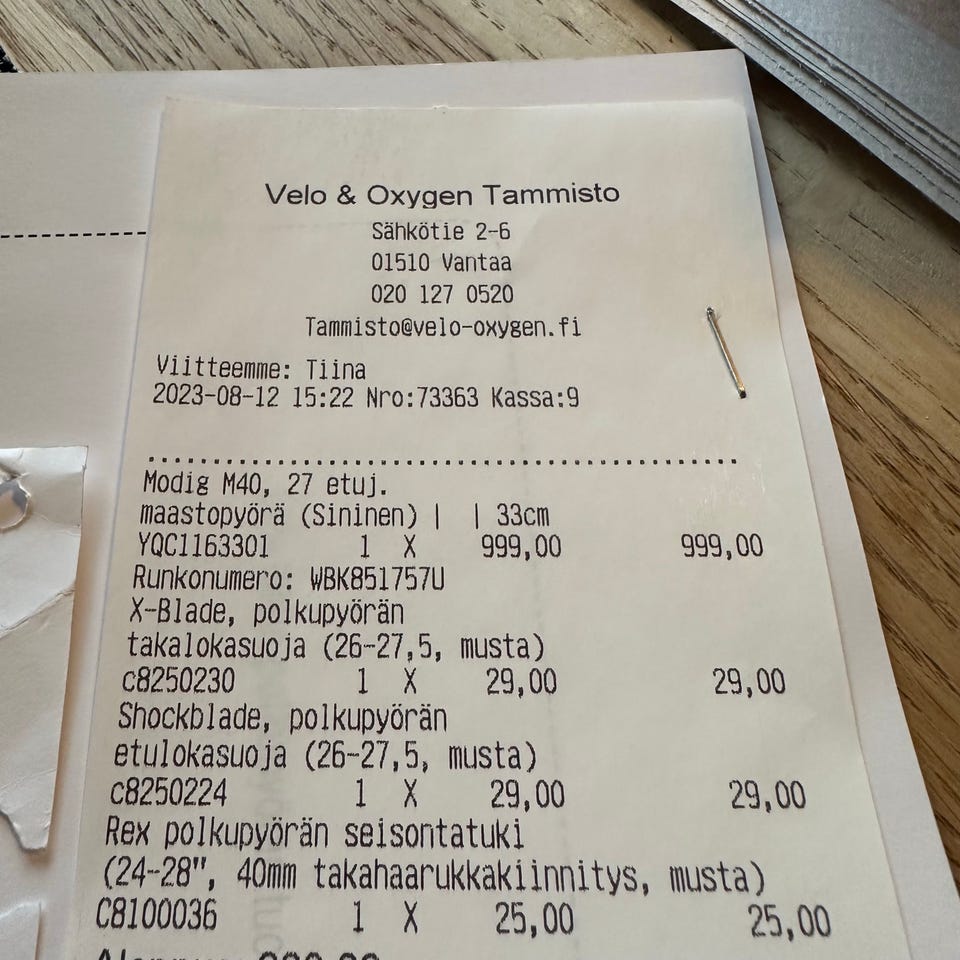 Velo & Oxygen Tammisto
Sähkötie 2-6
01510 Vantaa
020 127 0520
Tammisto@velo-oxygen.fi
Viitteemme: Tiina
2023-08-12 15:22 Nro:73363 Kassa:9
Modig M40, 27 etuj.
maastopyörä (Sininen) | | 33cm
YQC1163301 1 X 999,00 999,00
Runkonumero: WBK851757U
X-Blade, polkupyörän
takalokasuoja (26-27,5, musta)
c8250230 1 X 29,00 29,00
Shockblade, polkupyörän
etulokasuoja (26-27,5, musta)
c8250224 1 X 29,00 29,00
Rex polkupyörän seisontatuki
(24-28", 40mm takahaarukkakiinnitys, musta)
C8100036 1 X 25,00 25,00